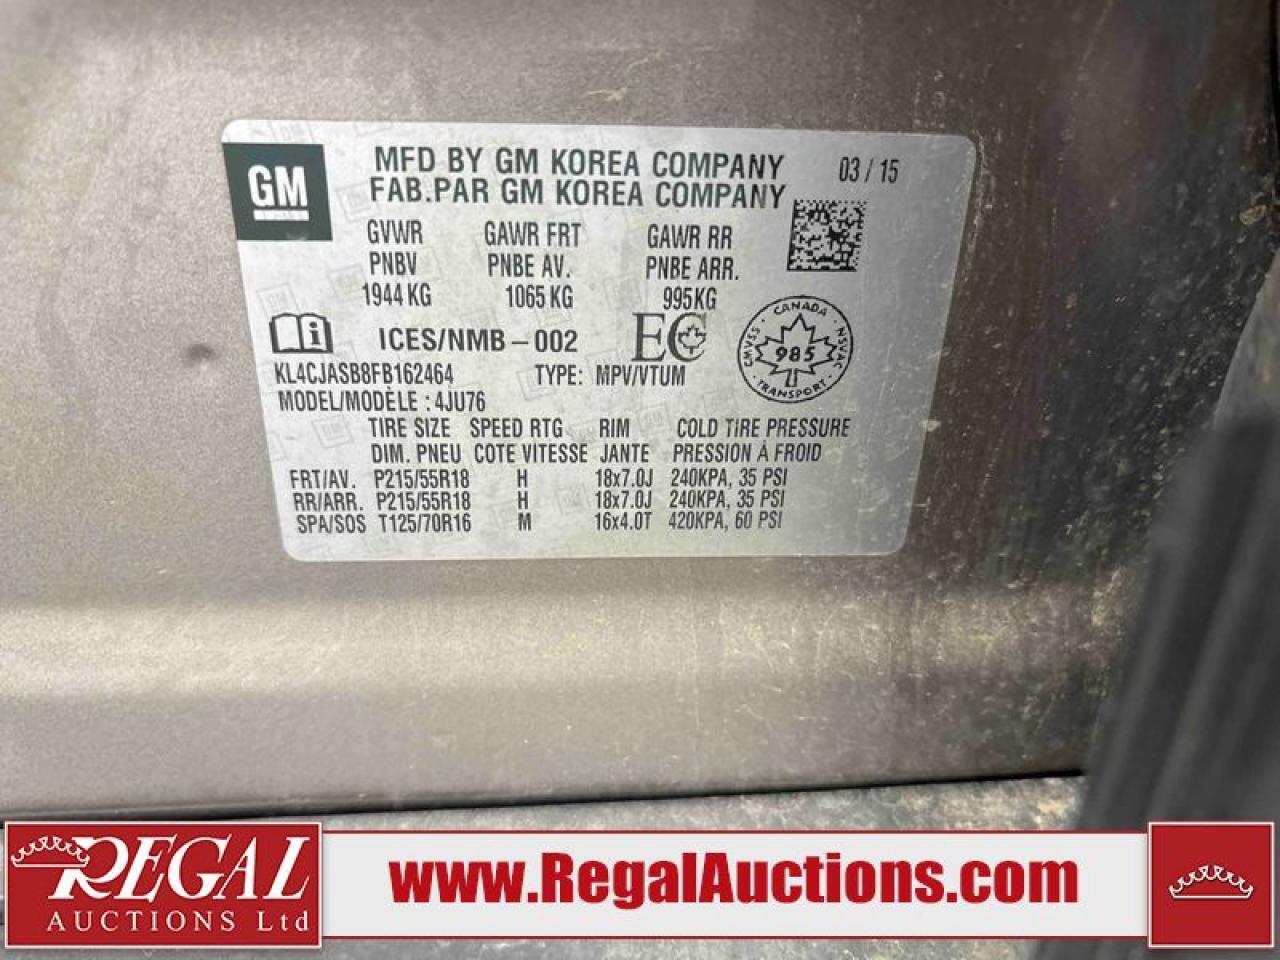 GM
MFD BY GM KOREA COMPANY 03 / 15
FAB.PAR GM KOREA COMPANY
GVWR GAWR FRT GAWR RR
PNBV PNBE AV. PNBE ARR.
1944 KG 1065 KG 995KG
i ICES/NMB – 002 EC
CANADA
CMVSS 985 NSVAC
TRANSPORT
KL4CJASB8FB162464 TYPE: MPV/VTUM
MODEL/MODÈLE : 4JU76
TIRE SIZE SPEED RTG RIM COLD TIRE PRESSURE
DIM. PNEU COTE VITESSE JANTE PRESSION À FROID
FRT/AV. P215/55R18 H 18x7.0J 240KPA, 35 PSI
RR/ARR. P215/55R18 H 18x7.0J 240KPA, 35 PSI
SPA/SOS T125/70R16 M 16x4.0T 420KPA, 60 PSI
REGAL
AUCTIONS Ltd
www.RegalAuctions.com